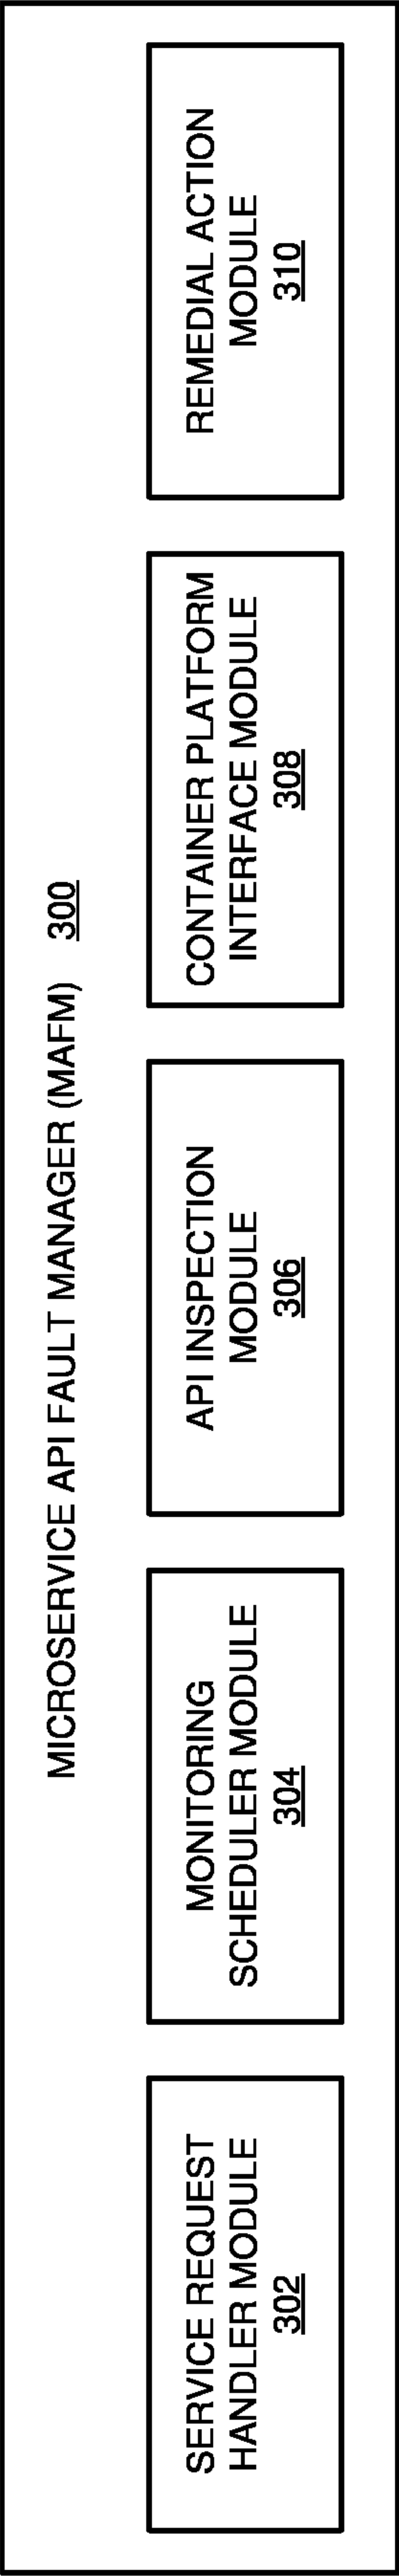 MICROSERVICE API FAULT MANAGER (MAFM) 300
SERVICE REQUEST
HANDLER MODULE
302
MONITORING
SCHEDULER MODULE
304
API INSPECTION
MODULE
306
CONTAINER PLATFORM
INTERFACE MODULE
308
REMEDIAL ACTION
MODULE
310